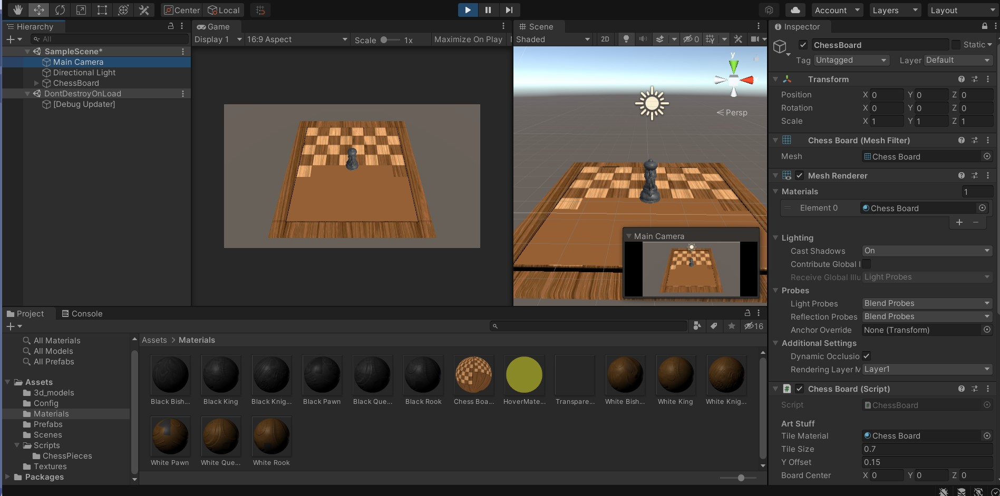 Center Local Account Layers Layout
Hierarchy
All
SampleScene*
Main Camera
Directional Light
ChessBoard
DontDestroyOnLoad
[Debug Updater]
Game
Display 1 16:9 Aspect Scale 1x Maximize On Play
Scene
Shaded 2D 0
y
Persp
Main Camera
Inspector
ChessBoard Static
Tag Untagged Layer Default
Transform
Position X 0 Y 0 Z 0
Rotation X 0 Y 0 Z 0
Scale X 1 Y 1 Z 1
Chess Board (Mesh Filter)
Mesh Chess Board
Mesh Renderer
Materials 1
Element 0 Chess Board
Lighting
Cast Shadows On
Contribute Global I
Receive Global Illu Light Probes
Probes
Light Probes Blend Probes
Reflection Probes Blend Probes
Anchor Override None (Transform)
Additional Settings
Dynamic Occlusio
Rendering Layer M Layer1
Chess Board (Script)
Script ChessBoard
Art Stuff
Tile Material Chess Board
Tile Size 0.7
Y Offset 0.15
Board Center X 0 Y 0 Z 0
Project Console
16
All Materials
All Models
All Prefabs
Assets
3d_models
Config
Materials
Prefabs
Scenes
Scripts
ChessPieces
Textures
Packages
Assets > Materials
Black Bish... Black King Black Knig... Black Pawn Black Que... Black Rook Chess Boa... HoverMate... Transpare... White Bish... White King White Knig...
White Pawn White Que... White Rook